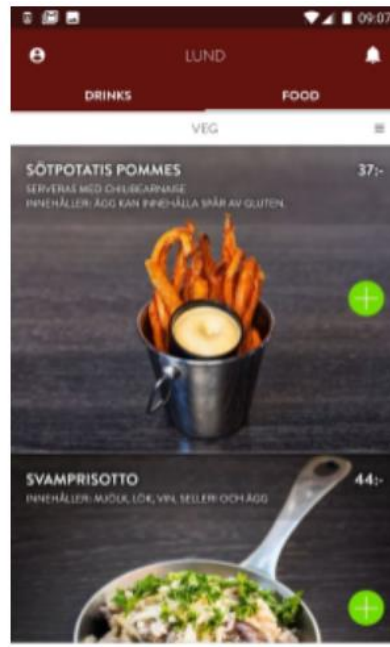 09:07
LUND
DRINKS FOOD
VEG
SÖTPOTATIS POMMES 37:-
SERVERAS MED CHILIBEARNAISE
INNEHÅLLER: ÄGG KAN INNEHÅLLA SPÅR AV GLUTEN.
SVAMPRISOTTO 44:-
INNEHÅLLER: MJÖLK, LÖK, VIN, SELLERI OCH ÄGG